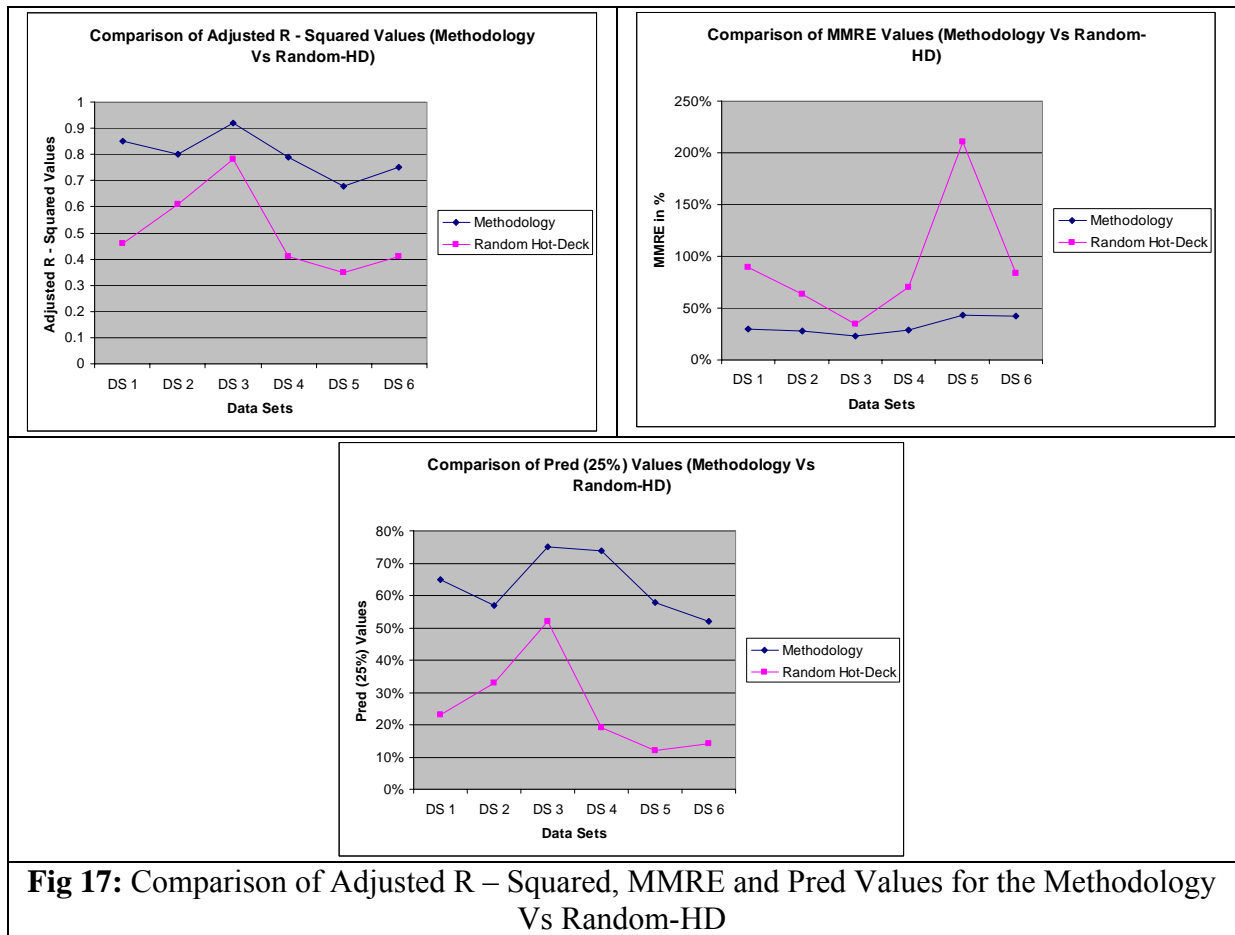 Comparison of Adjusted R - Squared Values (Methodology
Vs Random-HD)
Adjusted R - Squared Values
1
0.9
0.8
0.7
0.6
0.5
0.4
0.3
0.2
0.1
0
DS 1 DS 2 DS 3 DS 4 DS 5 DS 6
Data Sets
Methodology
Random Hot-Deck
Comparison of MMRE Values (Methodology Vs Random-
HD)
MMRE in %
250%
200%
150%
100%
50%
0%
DS 1 DS 2 DS 3 DS 4 DS 5 DS 6
Data Sets
Methodology
Random Hot-Deck
Comparison of Pred (25%) Values (Methodology Vs
Random-HD)
Pred (25%) Values
80%
70%
60%
50%
40%
30%
20%
10%
0%
DS 1 DS 2 DS 3 DS 4 DS 5 DS 6
Data Sets
Methodology
Random Hot-Deck
Fig 17: Comparison of Adjusted R – Squared, MMRE and Pred Values for the Methodology
Vs Random-HD